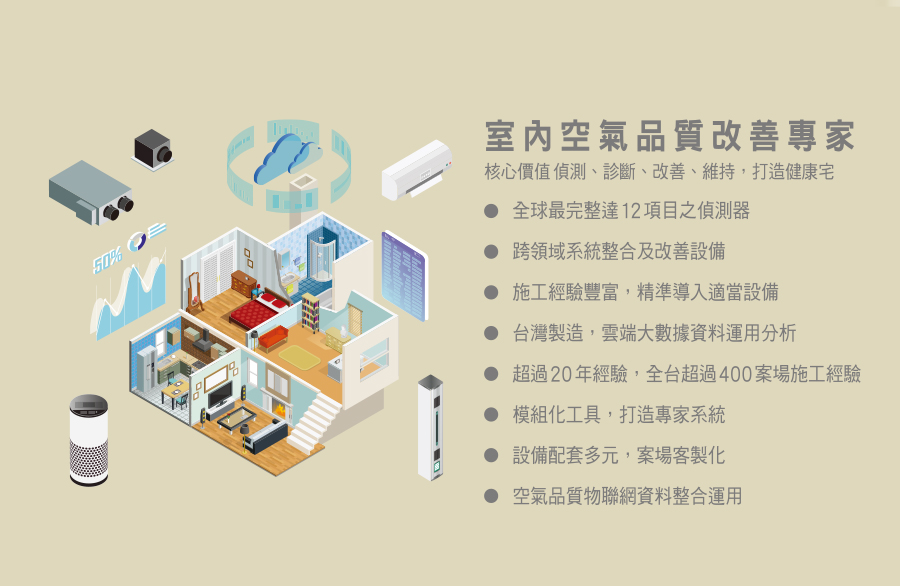 室內空氣品質改善專家
核心價值 偵測、診斷、改善、維持，打造健康宅
● 全球最完整達12項目之偵測器
● 跨領域系統整合及改善設備
● 施工經驗豐富，精準導入適當設備
● 台灣製造，雲端大數據資料運用分析
● 超過20年經驗，全台超過400案場施工經驗
● 模組化工具，打造專家系統
● 設備配套多元，案場客製化
● 空氣品質物聯網資料整合運用
50%